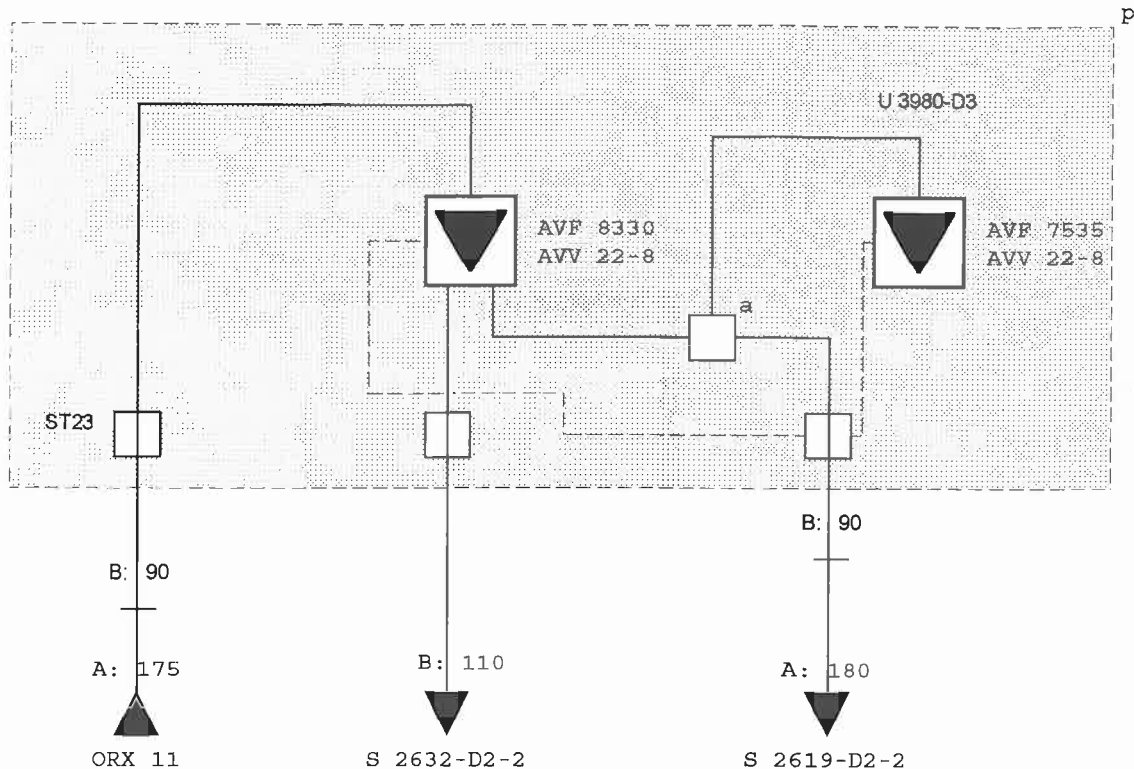 p
U 3980-D3
AVF 8330
AVV 22-8
AVF 7535
AVV 22-8
a
ST23
B: 90
B: 90
A: 175
B: 110
A: 180
ORX 11
S 2632-D2-2
S 2619-D2-2